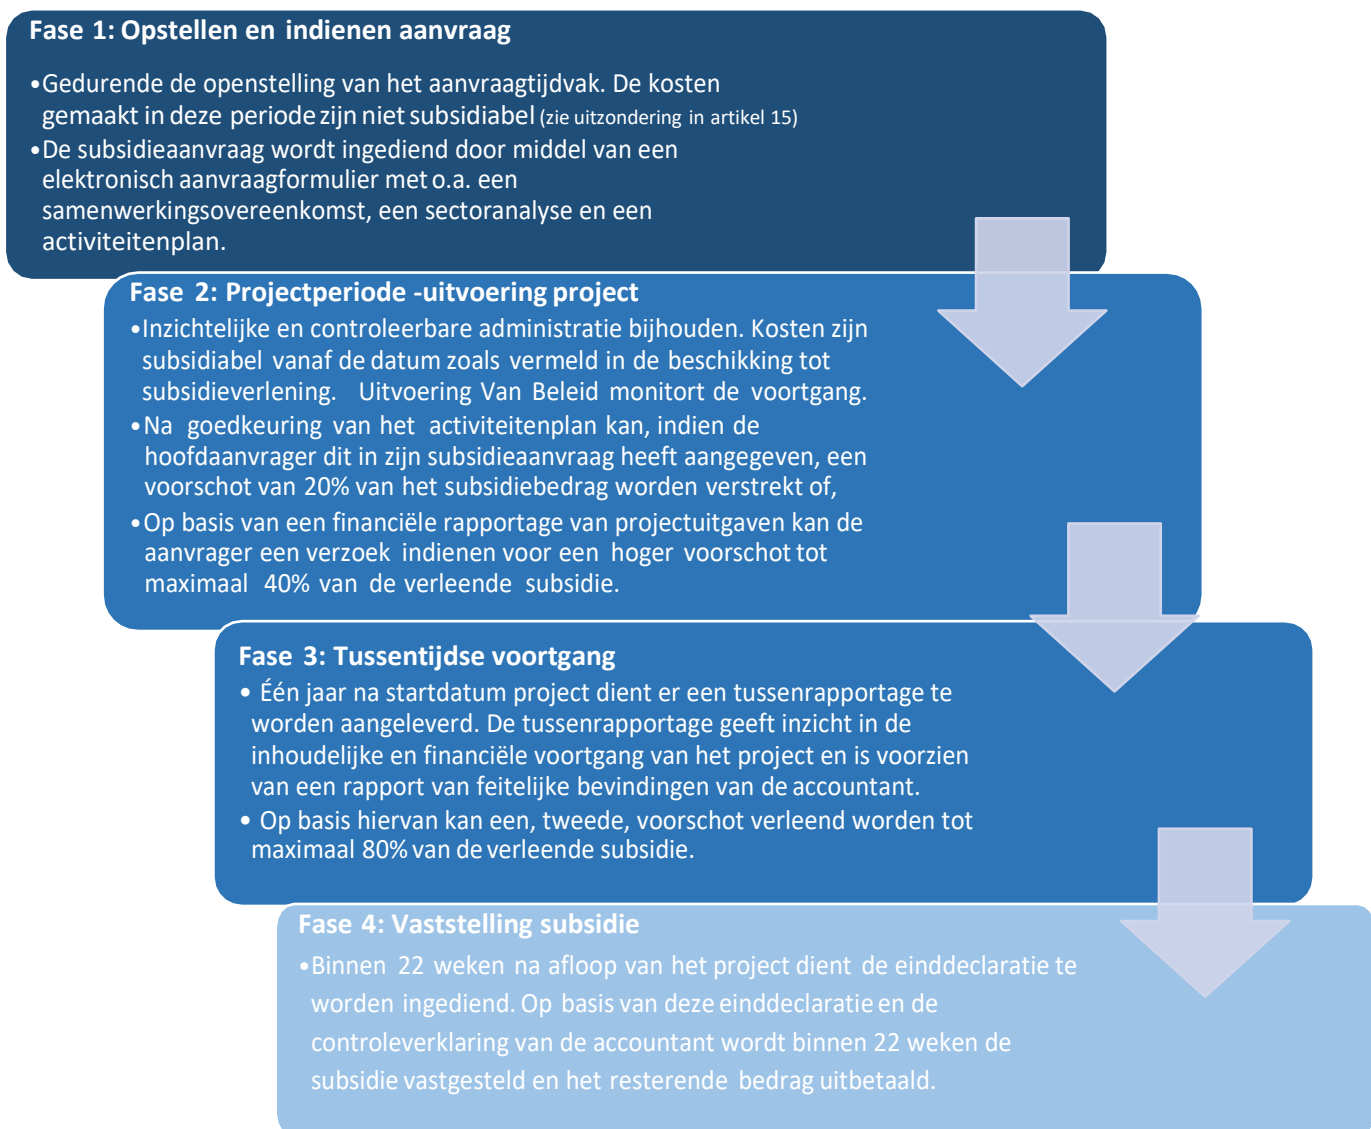 Fase 1: Opstellen en indienen aanvraag
•Gedurende de openstelling van het aanvraagtijdvak. De kosten
gemaakt in deze periode zijn niet subsidiabel (zie uitzondering in artikel 15)
•De subsidieaanvraag wordt ingediend door middel van een
elektronisch aanvraagformulier met o.a. een
samenwerkingsovereenkomst, een sectoranalyse en een
activiteitenplan.
Fase 2: Projectperiode -uitvoering project
•Inzichtelijke en controleerbare administratie bijhouden. Kosten zijn
subsidiabel vanaf de datum zoals vermeld in de beschikking tot
subsidieverlening. Uitvoering Van Beleid monitort de voortgang.
•Na goedkeuring van het activiteitenplan kan, indien de
hoofdaanvrager dit in zijn subsidieaanvraag heeft aangegeven, een
voorschot van 20% van het subsidiebedrag worden verstrekt of,
•Op basis van een financiële rapportage van projectuitgaven kan de
aanvrager een verzoek indienen voor een hoger voorschot tot
maximaal 40% van de verleende subsidie.
Fase 3: Tussentijdse voortgang
• Één jaar na startdatum project dient er een tussenrapportage te
worden aangeleverd. De tussenrapportage geeft inzicht in de
inhoudelijke en financiële voortgang van het project en is voorzien
van een rapport van feitelijke bevindingen van de accountant.
• Op basis hiervan kan een, tweede, voorschot verleend worden tot
maximaal 80% van de verleende subsidie.
Fase 4: Vaststelling subsidie
•Binnen 22 weken na afloop van het project dient de einddeclaratie te
worden ingediend. Op basis van deze einddeclaratie en de
controleverklaring van de accountant wordt binnen 22 weken de
subsidie vastgesteld en het resterende bedrag uitbetaald.